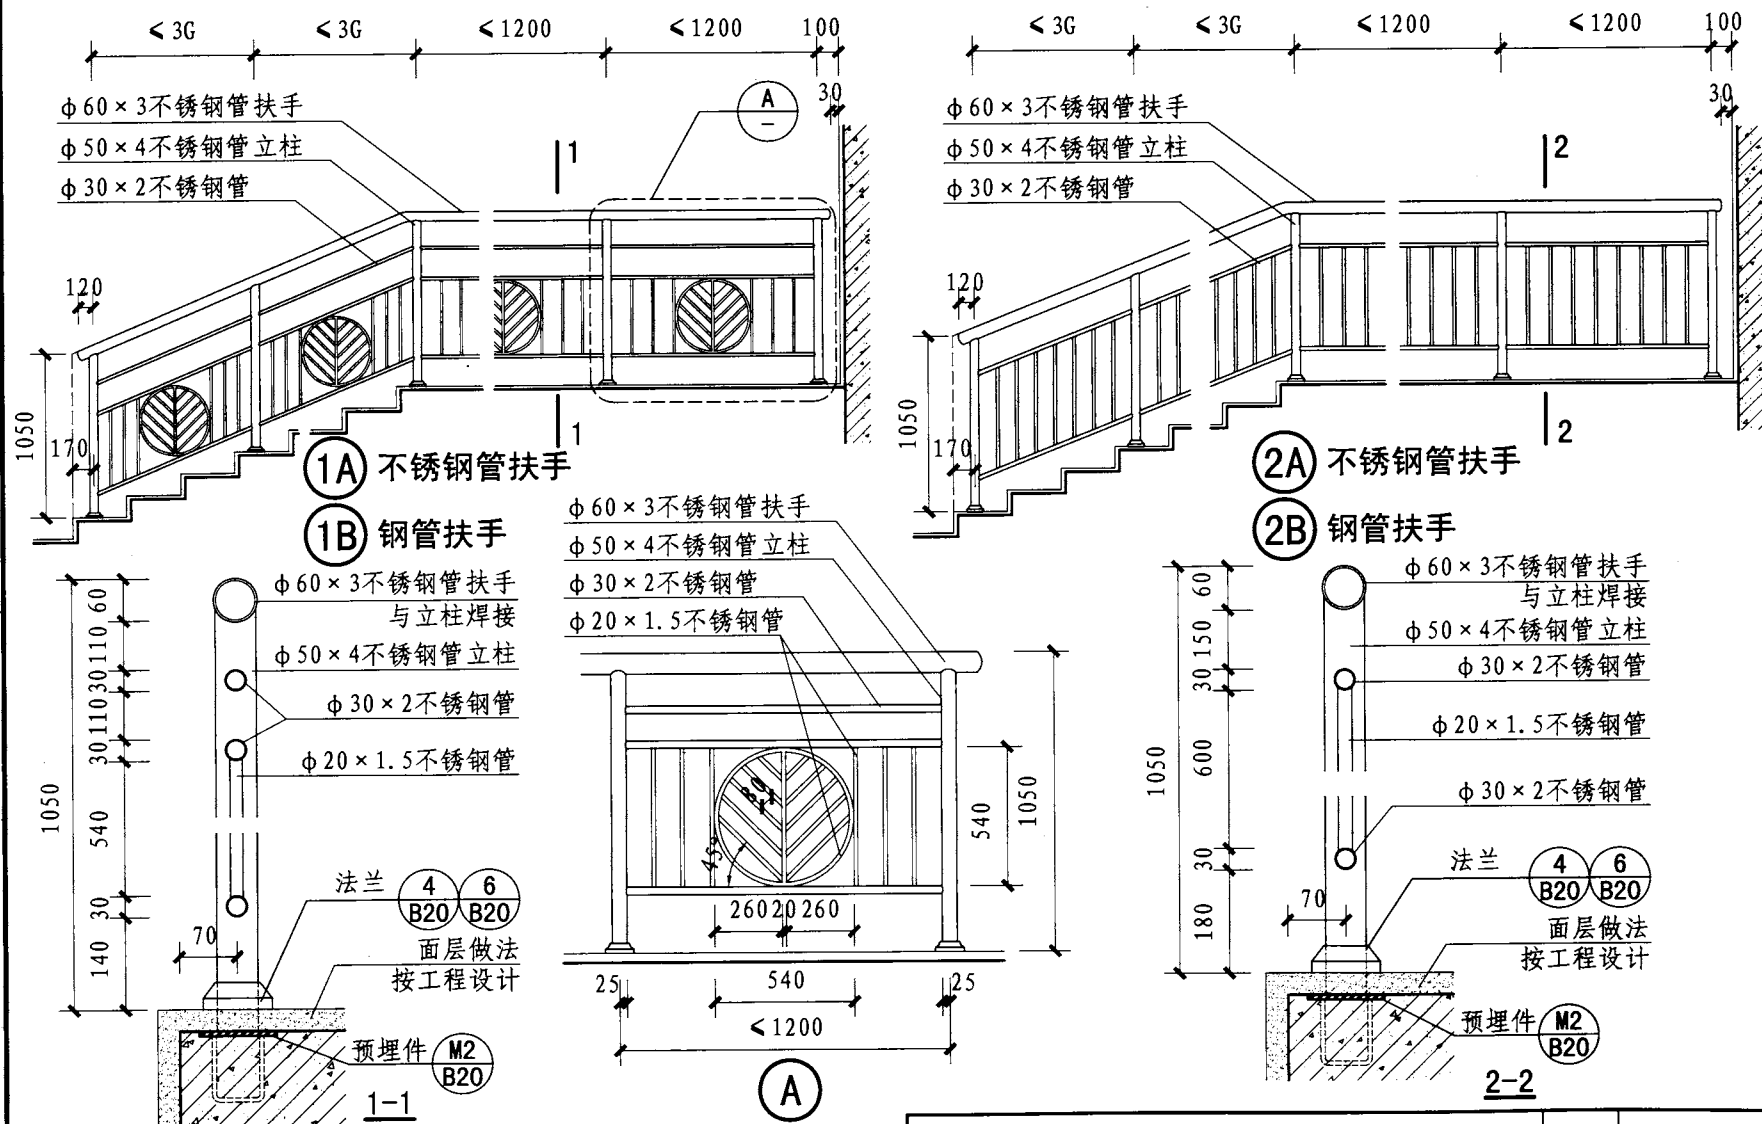 ≤3G ≤3G ≤1200 ≤1200 100
30
A
–
φ60×3不锈钢管扶手
φ50×4不锈钢管立柱
φ30×2不锈钢管
1
120
1050
170
1
1A 不锈钢管扶手
1B 钢管扶手
≤3G ≤3G ≤1200 ≤1200 100
30
φ60×3不锈钢管扶手
φ50×4不锈钢管立柱
φ30×2不锈钢管
2
120
1050
170
2
2A 不锈钢管扶手
2B 钢管扶手
φ60×3不锈钢管扶手
与立柱焊接
φ50×4不锈钢管立柱
φ30×2不锈钢管
φ20×1.5不锈钢管
60
110
30
110
30
540
30
140
1050
70
法兰 4 6
B20 B20
面层做法
按工程设计
预埋件 M2
B20
1-1
φ60×3不锈钢管扶手
φ50×4不锈钢管立柱
φ30×2不锈钢管
φ20×1.5不锈钢管
80
45°
540
1050
260 20 260
25 540 25
≤1200
A
φ60×3不锈钢管扶手
与立柱焊接
φ50×4不锈钢管立柱
φ30×2不锈钢管
φ20×1.5不锈钢管
φ30×2不锈钢管
60
150
30
600
30
180
1050
70
法兰 4 6
B20 B20
面层做法
按工程设计
预埋件 M2
B20
2-2